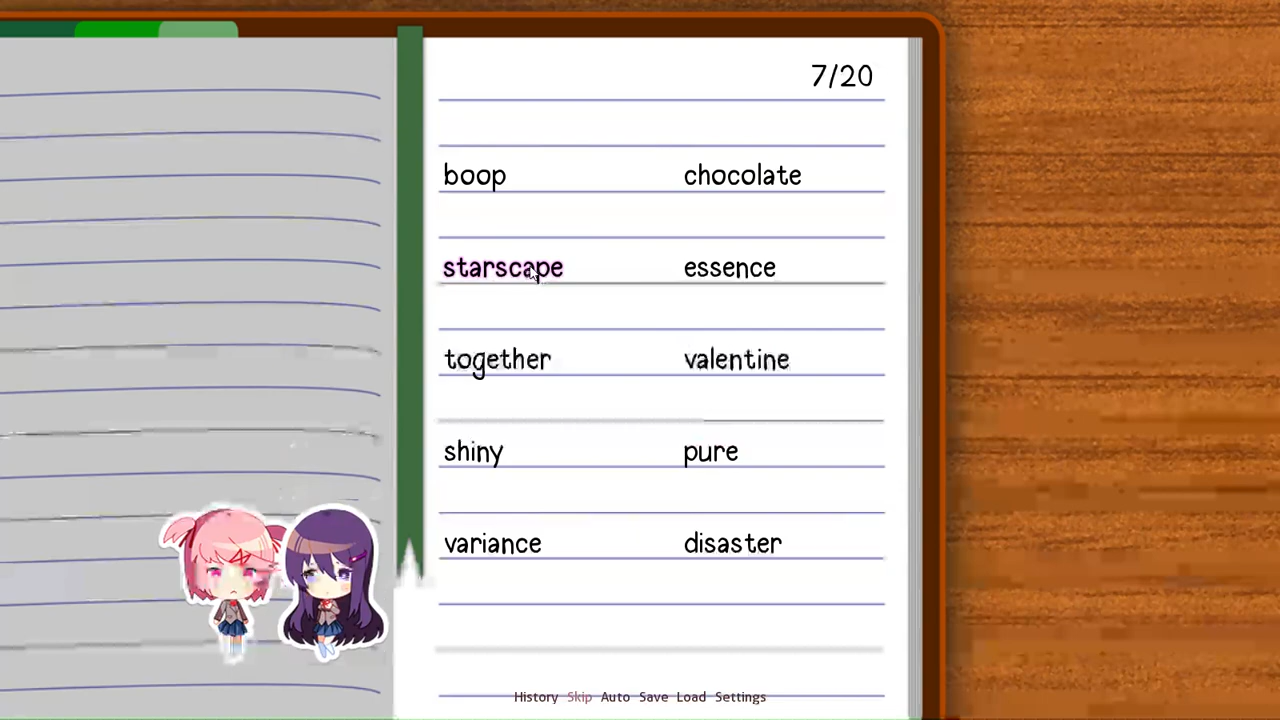 7/20
boop chocolate
starscape essence
together valentine
shiny pure
variance disaster
History Skip Auto Save Load Settings